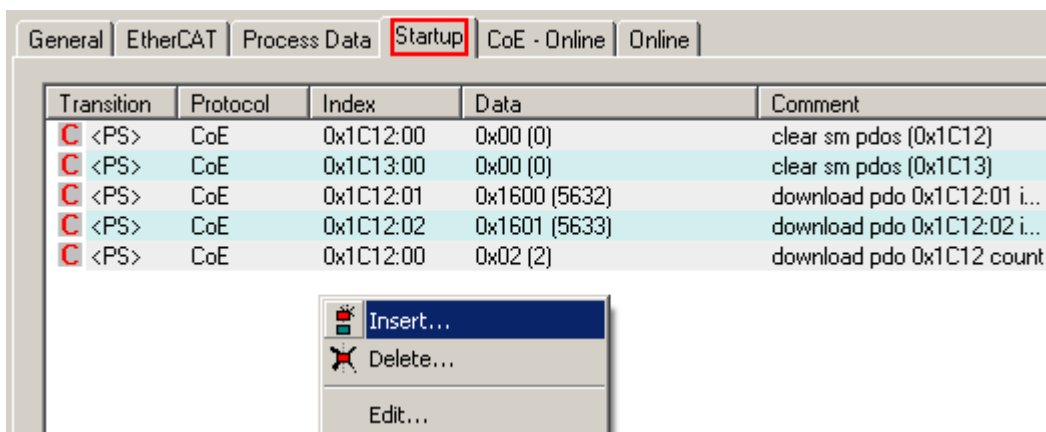 General EtherCAT Process Data Startup CoE - Online Online
Transition Protocol Index Data Comment
C <PS> CoE 0x1C12:00 0x00 (0) clear sm pdos (0x1C12)
C <PS> CoE 0x1C13:00 0x00 (0) clear sm pdos (0x1C13)
C <PS> CoE 0x1C12:01 0x1600 (5632) download pdo 0x1C12:01 i...
C <PS> CoE 0x1C12:02 0x1601 (5633) download pdo 0x1C12:02 i...
C <PS> CoE 0x1C12:00 0x02 (2) download pdo 0x1C12 count
Insert...
Delete...
Edit...